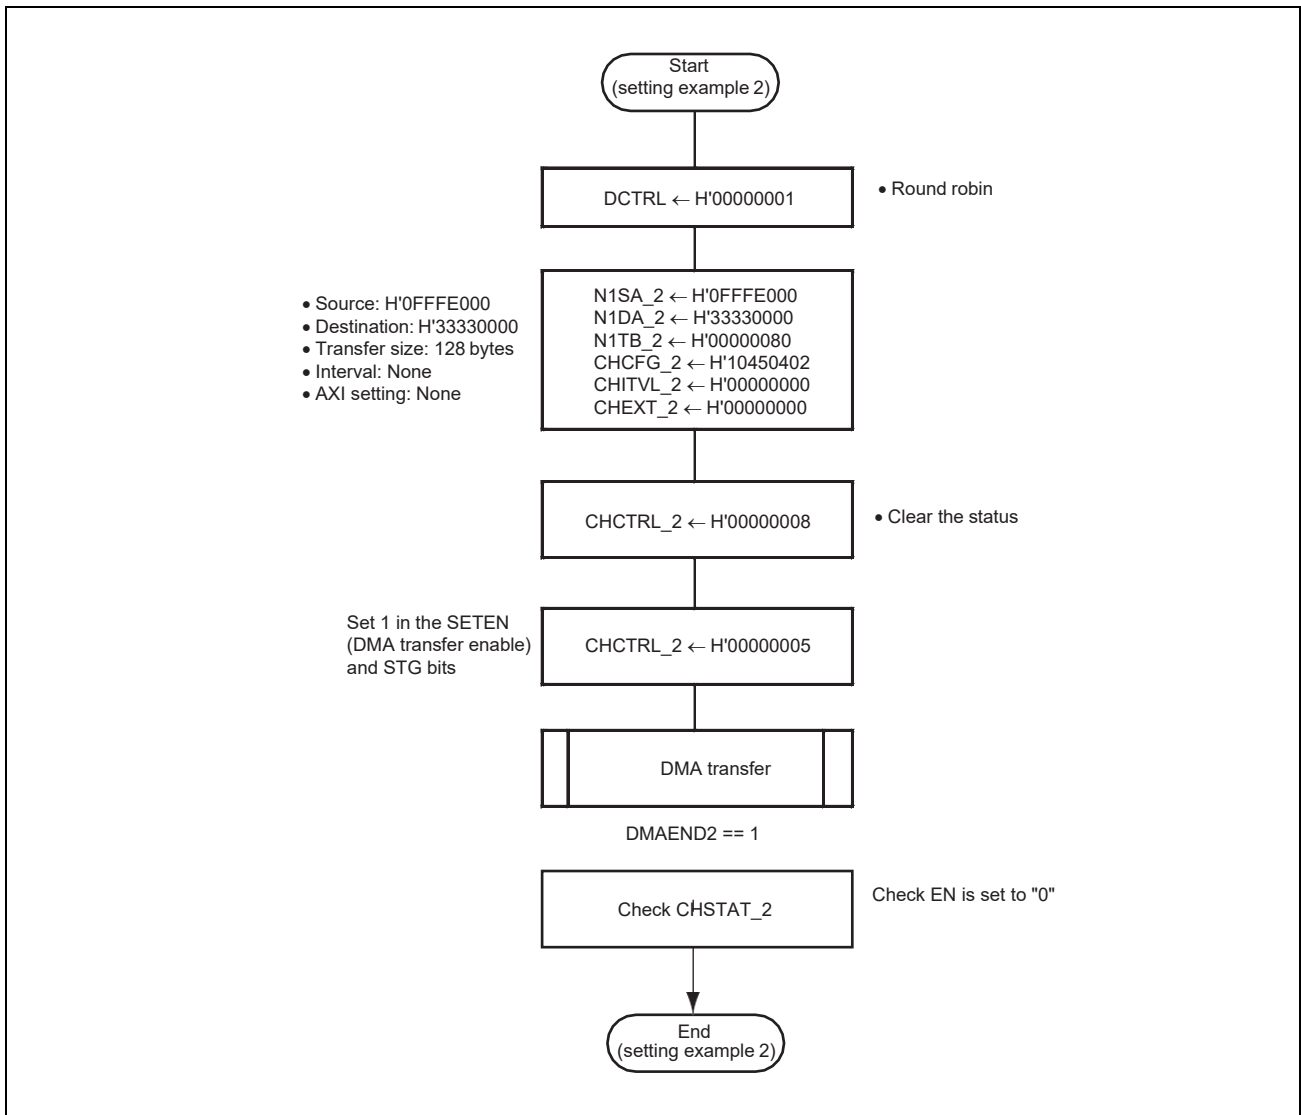 Start
(setting example 2)
DCTRL ← H'00000001
• Round robin
• Source: H'0FFFE000
• Destination: H'33330000
• Transfer size: 128 bytes
• Interval: None
• AXI setting: None
N1SA_2 ← H'0FFFE000
N1DA_2 ← H'33330000
N1TB_2 ← H'00000080
CHCFG_2 ← H'10450402
CHITVL_2 ← H'00000000
CHEXT_2 ← H'00000000
CHCTRL_2 ← H'00000008
• Clear the status
Set 1 in the SETEN
(DMA transfer enable)
and STG bits
CHCTRL_2 ← H'00000005
DMA transfer
DMAEND2 == 1
Check CHSTAT_2
Check EN is set to "0"
End
(setting example 2)